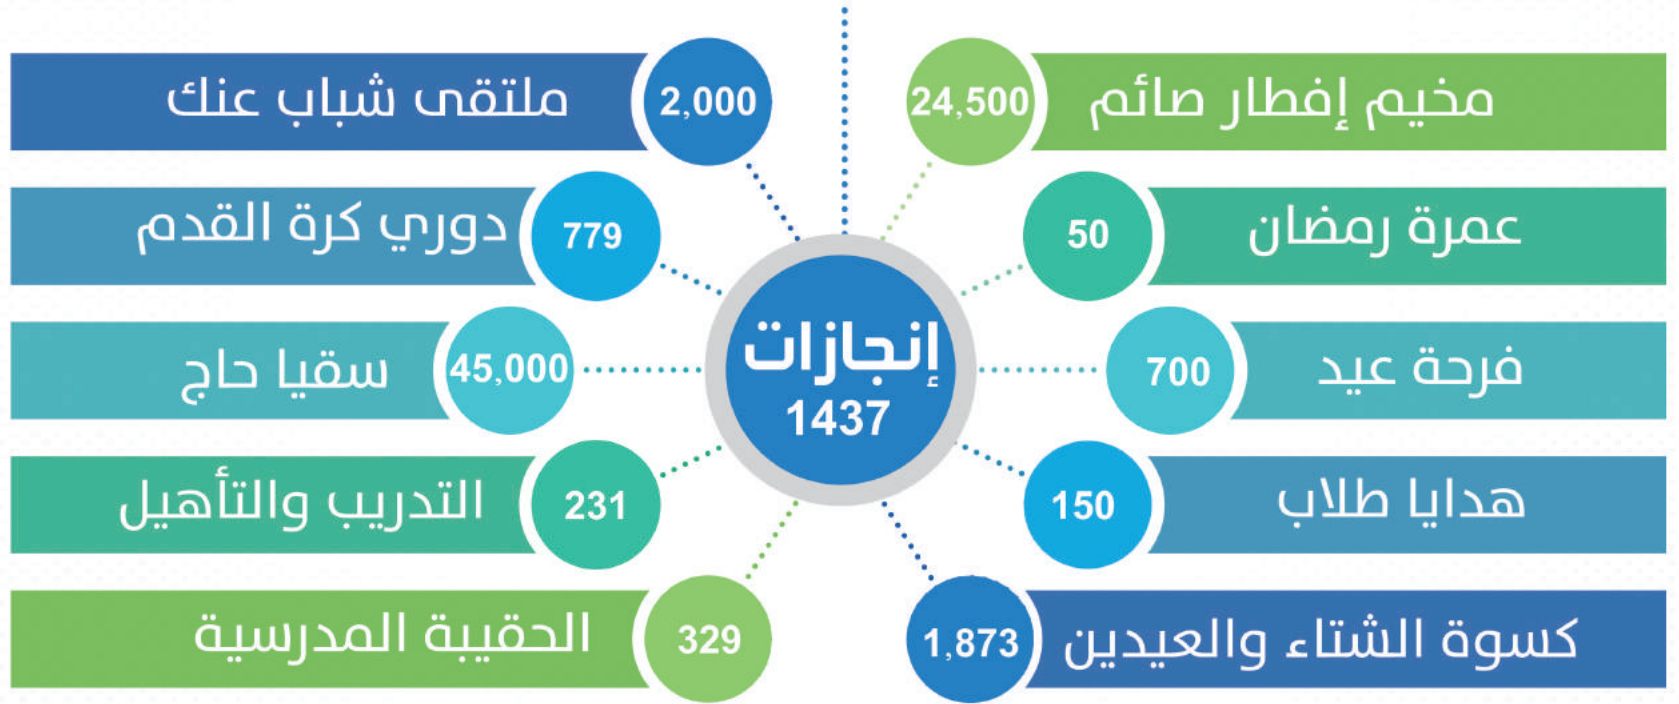 إنجازات
1437
مخيم إفطار صائم
24,500
عمرة رمضان
50
فرحة عيد
700
هدايا طلاب
150
كسوة الشتاء والعيدين
1,873
ملتقى شباب عنك
2,000
دوري كرة القدم
779
سقيا حاج
45,000
التدريب والتأهيل
231
الحقيبة المدرسية
329